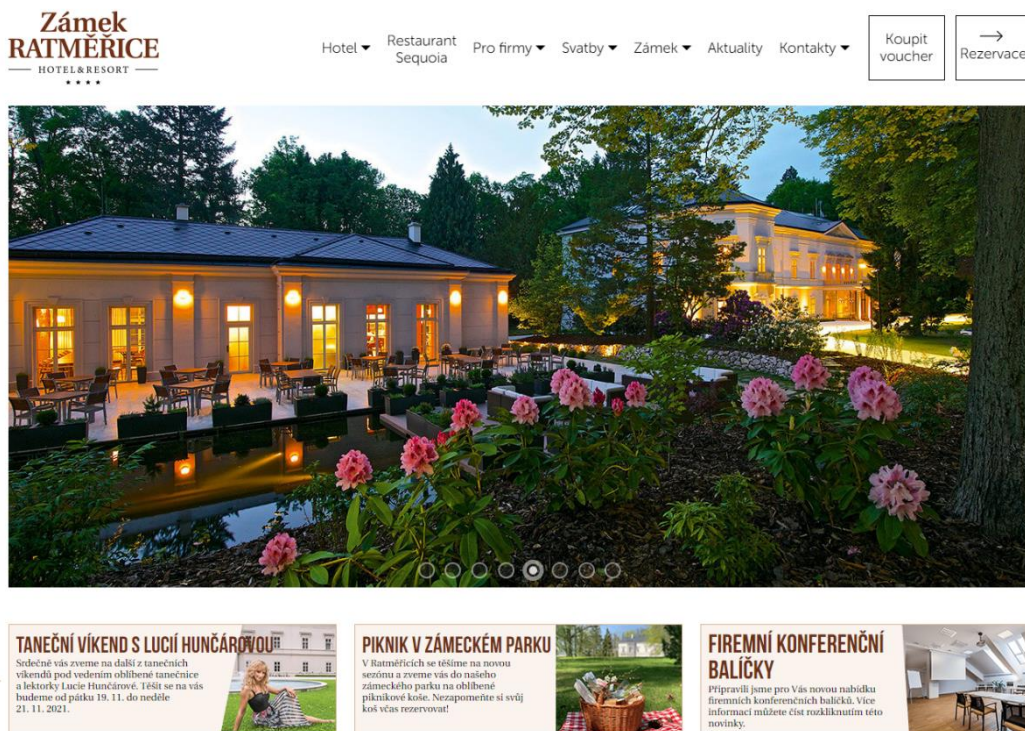 Zámek
RATMĚŘICE
HOTEL&RESORT
Hotel
Restaurant
Sequoia
Pro firmy
Svatby
Zámek
Aktuality
Kontakty
Koupit
voucher
Rezervace
TANEČNÍ VÍKEND S LUCIÍ HUNČÁROVOU
Srdečně vás zveme na další z tanečních
víkendů pod vedením oblíbené tanečnice
a lektorky Lucie Hunčárové. Těšit se na vás
budeme od pátku 19. 11. do neděle
21. 11. 2021.
PIKNIK V ZÁMECKÉM PARKU
V Ratměřicích se těšíme na novou
sezónu a zveme vás do našeho
zámeckého parku na oblíbené
piknikové koše. Nezapomeňte si svůj
koš včas rezervovat!
FIREMNÍ KONFERENČNÍ
BALÍČKY
Připravili jsme pro Vás novou nabídku
firemních konferenčních balíčků. Více
informací můžete číst rozkliknutím této
novinky.